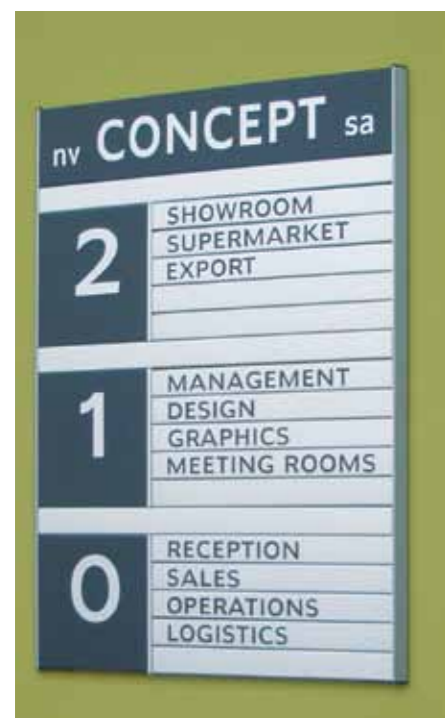 nv CONCEPT sa
2
SHOWROOM
SUPERMARKET
EXPORT
1
MANAGEMENT
DESIGN
GRAPHICS
MEETING ROOMS
0
RECEPTION
SALES
OPERATIONS
LOGISTICS